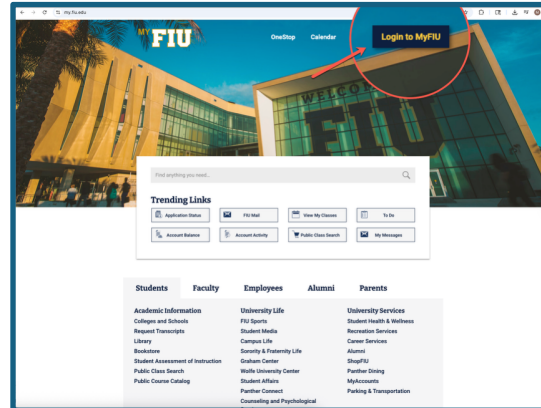 my.fiu.edu
MY FIU
OneStop
Calendar
Login to MyFIU
WELCOME
FIU
Find anything you need...
Trending Links
Application Status
FIU Mail
View My Classes
To Do
Account Balance
Account Activity
Public Class Search
My Messages
Students
Faculty
Employees
Alumni
Parents
Academic Information
Colleges and Schools
Request Transcripts
Library
Bookstore
Student Assessment of Instruction
Public Class Search
Public Course Catalog
University Life
FIU Sports
Student Media
Campus Life
Sorority & Fraternity Life
Graham Center
Wolfe University Center
Student Affairs
Panther Connect
Counseling and Psychological
University Services
Student Health & Wellness
Recreation Services
Career Services
Alumni
ShopFIU
Panther Dining
MyAccounts
Parking & Transportation